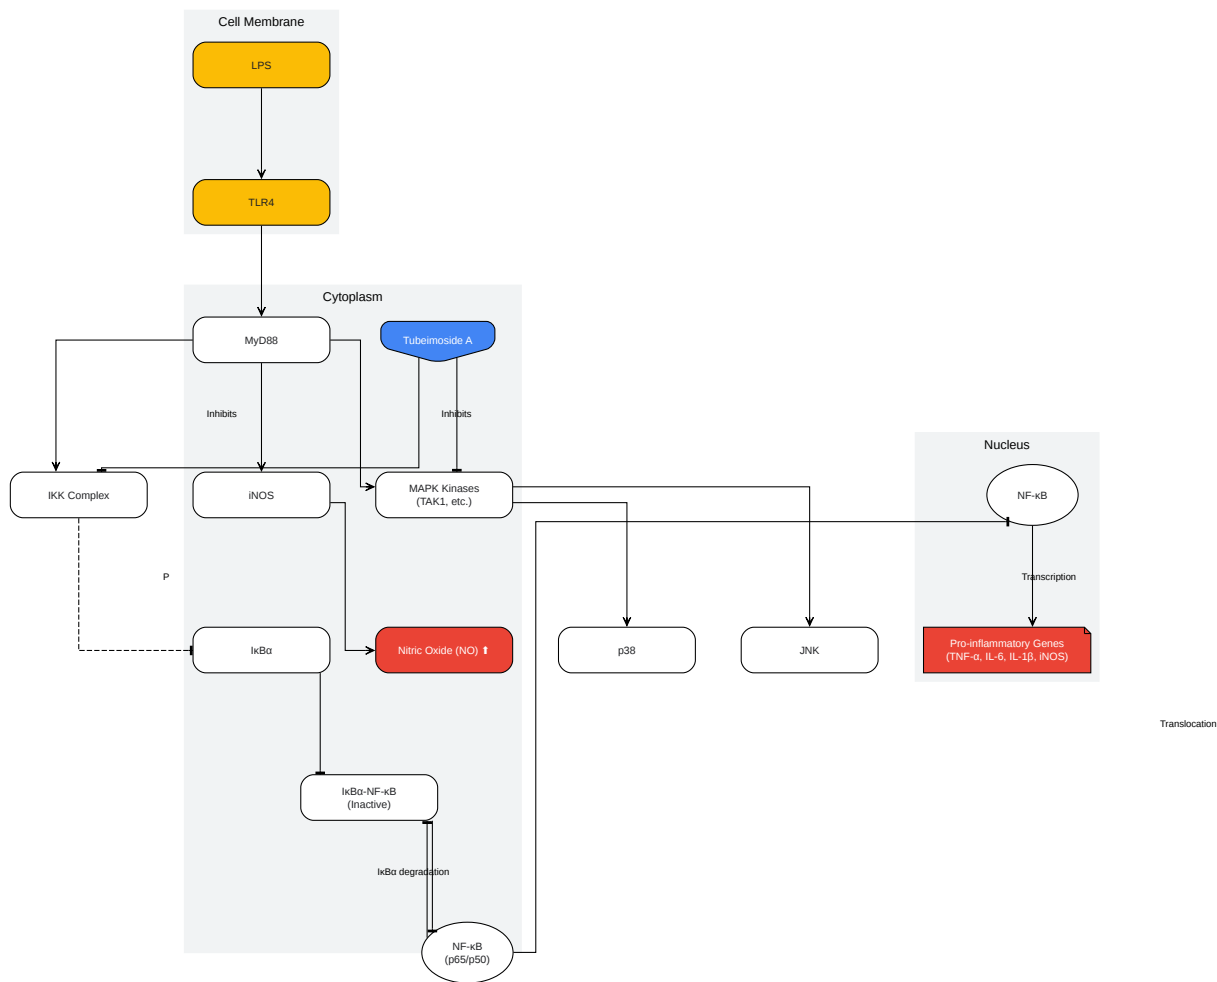 Cell Membrane
LPS
TLR4
Cytoplasm
MyD88
Tubeimoside A
Inhibits
Inhibits
Nucleus
IKK Complex
iNOS
MAPK Kinases
(TAK1, etc.)
NF-κB
P
Transcription
IκBα
Nitric Oxide (NO) ⬆
p38
JNK
Pro-inflammatory Genes
(TNF-α, IL-6, IL-1β, iNOS)
Translocation
IκBα-NF-κB
(Inactive)
IκBα degradation
NF-κB
(p65/p50)